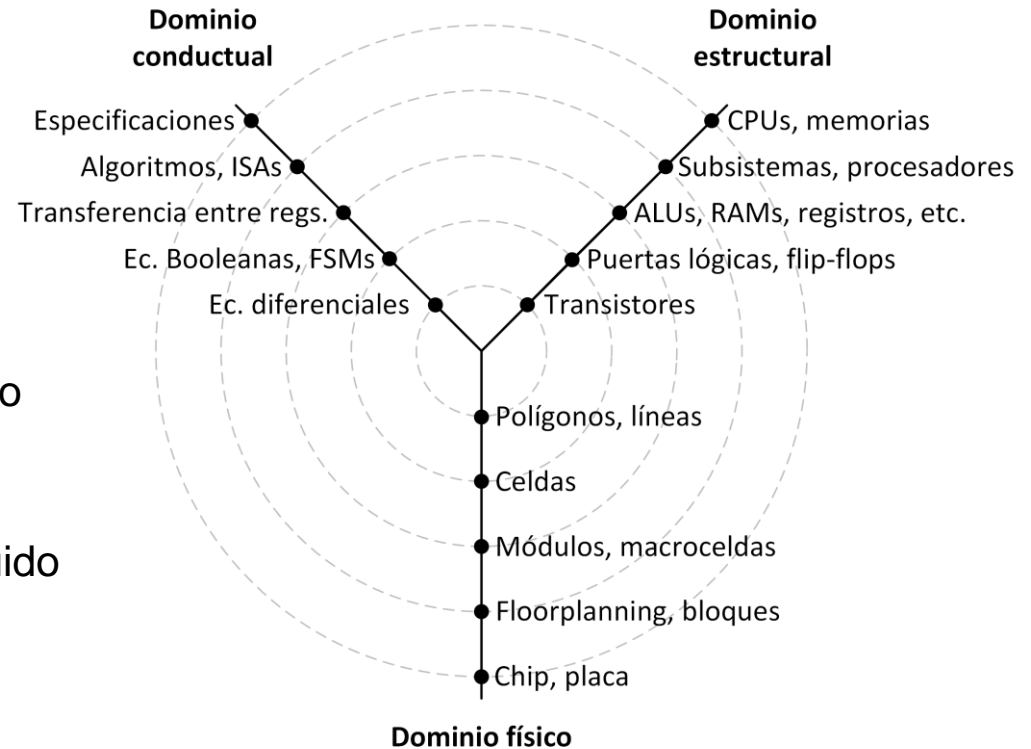 Dominio
conductual
Dominio
estructural
Especificaciones
CPUs, memorias
Algoritmos, ISAs
Subsistemas, procesadores
Transferencia entre regs.
ALUs, RAMs, registros, etc.
Ec. Booleanas, FSMs
Puertas lógicas, flip-flops
Ec. diferenciales
Transistores
Polígonos, líneas
Celdas
Módulos, macroceldas
Floorplanning, bloques
Chip, placa
Dominio físico